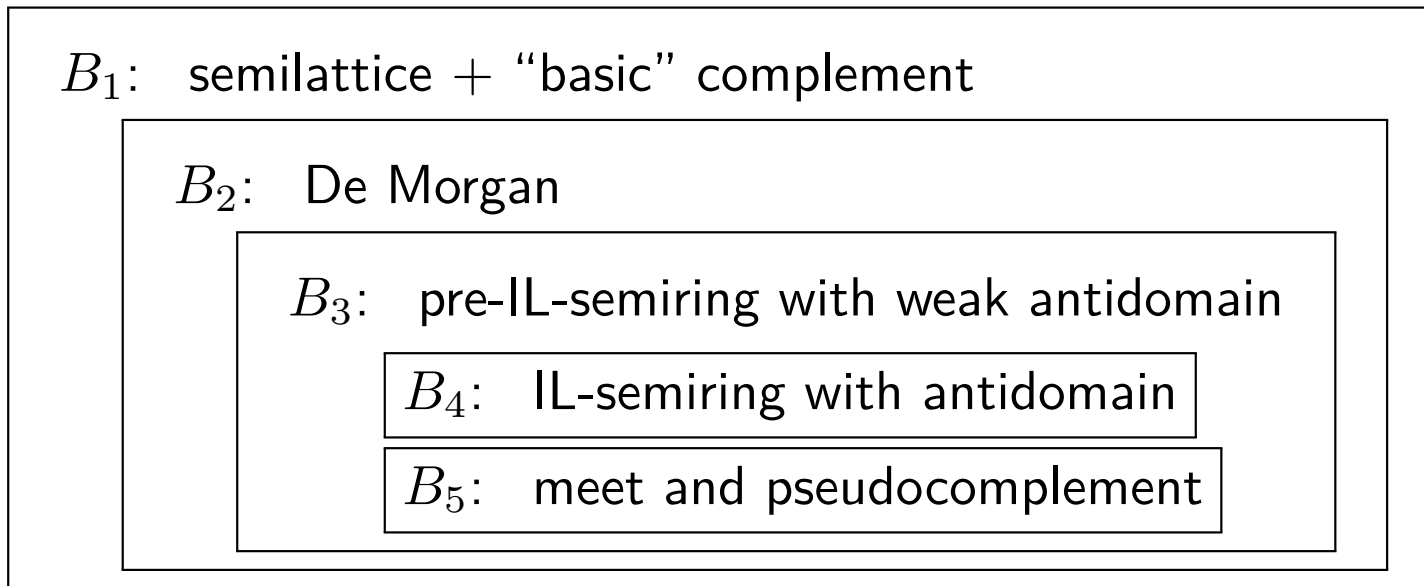 B₁: semilattice + “basic” complement
B₂: De Morgan
B₃: pre-IL-semiring with weak antidomain
B₄: IL-semiring with antidomain
B₅: meet and pseudocomplement